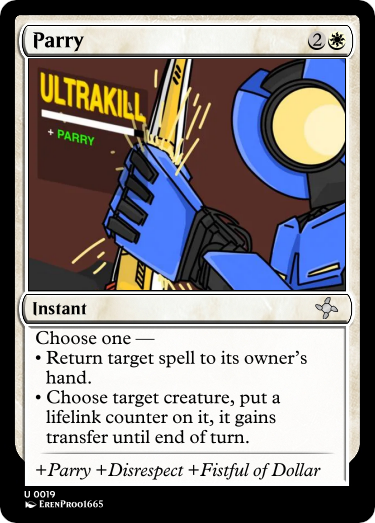 Parry 2
ULTRAKILL
+ PARRY
Instant
Choose one —
• Return target spell to its owner's
hand.
• Choose target creature, put a
lifelink counter on it, it gains
transfer until end of turn.
+Parry +Disrespect +Fistful of Dollar
U 0019
ErenProo1665